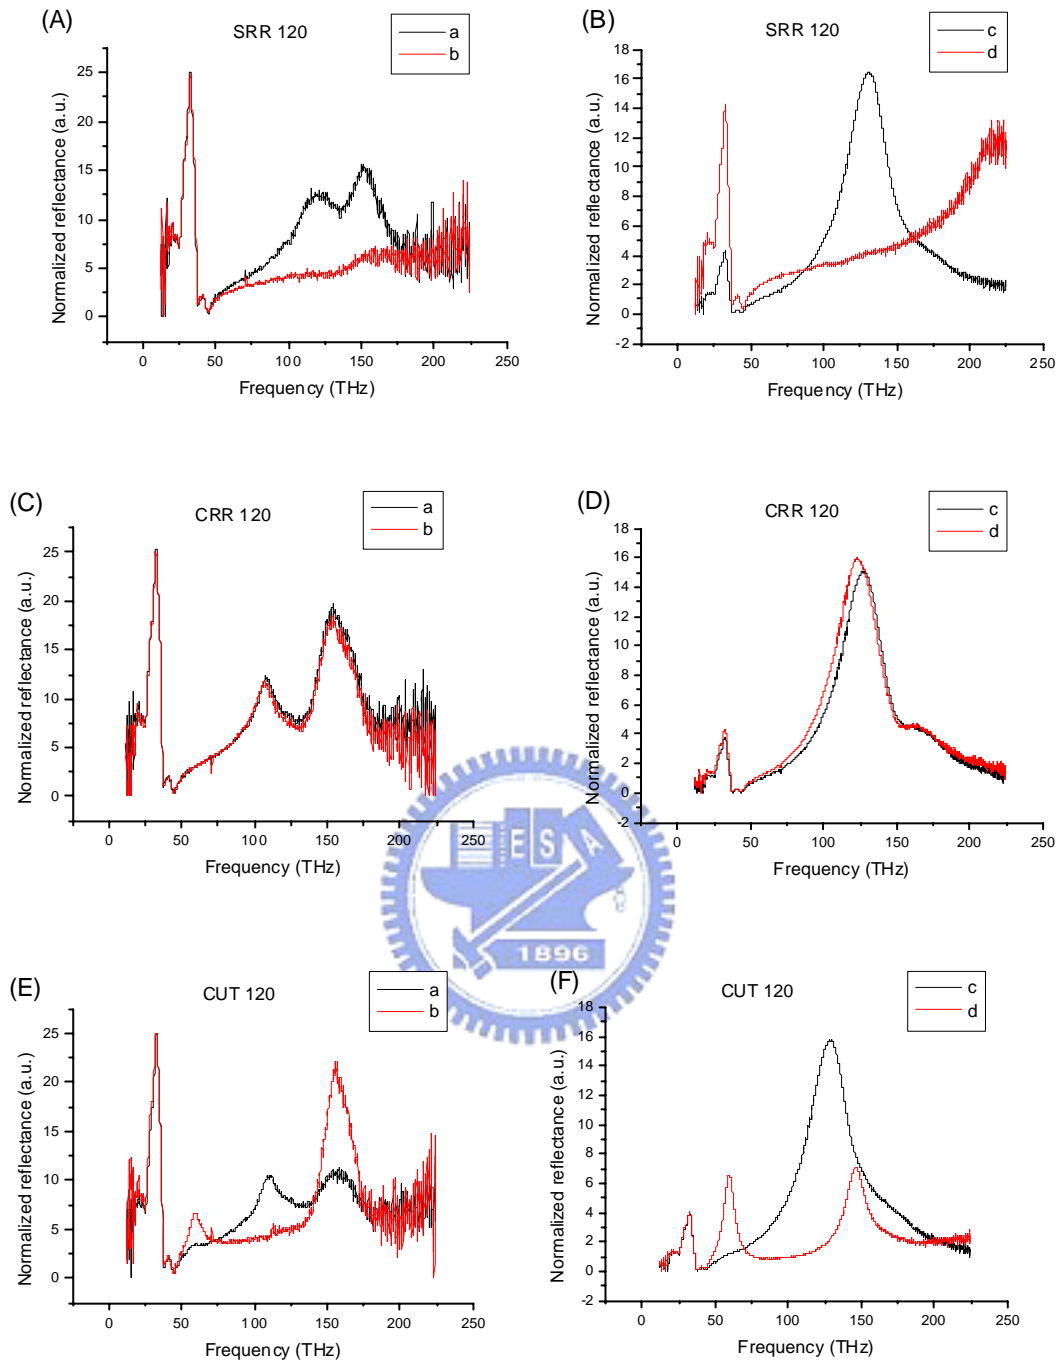 (A)
SRR 120
a
b
Normalized reflectance (a.u.)
25
20
15
10
5
0
0
50
100
150
200
250
Frequency (THz)
(B)
SRR 120
c
d
Normalized reflectance (a.u.)
18
16
14
12
10
8
6
4
2
0
-2
0
50
100
150
200
250
Frequency (THz)
(C)
CRR 120
a
b
Normalized reflectance (a.u.)
25
20
15
10
5
0
0
50
100
150
200
250
Frequency (THz)
(D)
CRR 120
c
d
Normalized reflectance (a.u.)
18
16
14
12
10
8
6
4
2
0
-2
0
50
100
150
200
250
Frequency (THz)
E S A
1896
(E)
CUT 120
a
b
Normalized reflectance (a.u.)
25
20
15
10
5
0
0
50
100
150
200
250
Frequency (THz)
(F)
CUT 120
c
d
Normalized reflectance (a.u.)
18
16
14
12
10
8
6
4
2
0
-2
0
50
100
150
200
250
Frequency (THz)